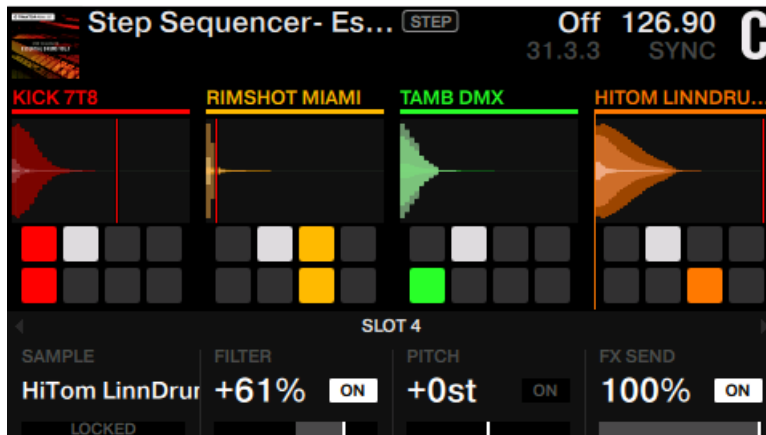 Step Sequencer- Es... STEP Off 126.90 C
31.3.3 SYNC
KICK 7T8 RIMSHOT MIAMI TAMB DMX HITOM LINNDRU...
SLOT 4
SAMPLE FILTER PITCH FX SEND
HiTom LinnDrur +61% ON +0st ON 100% ON
LOCKED